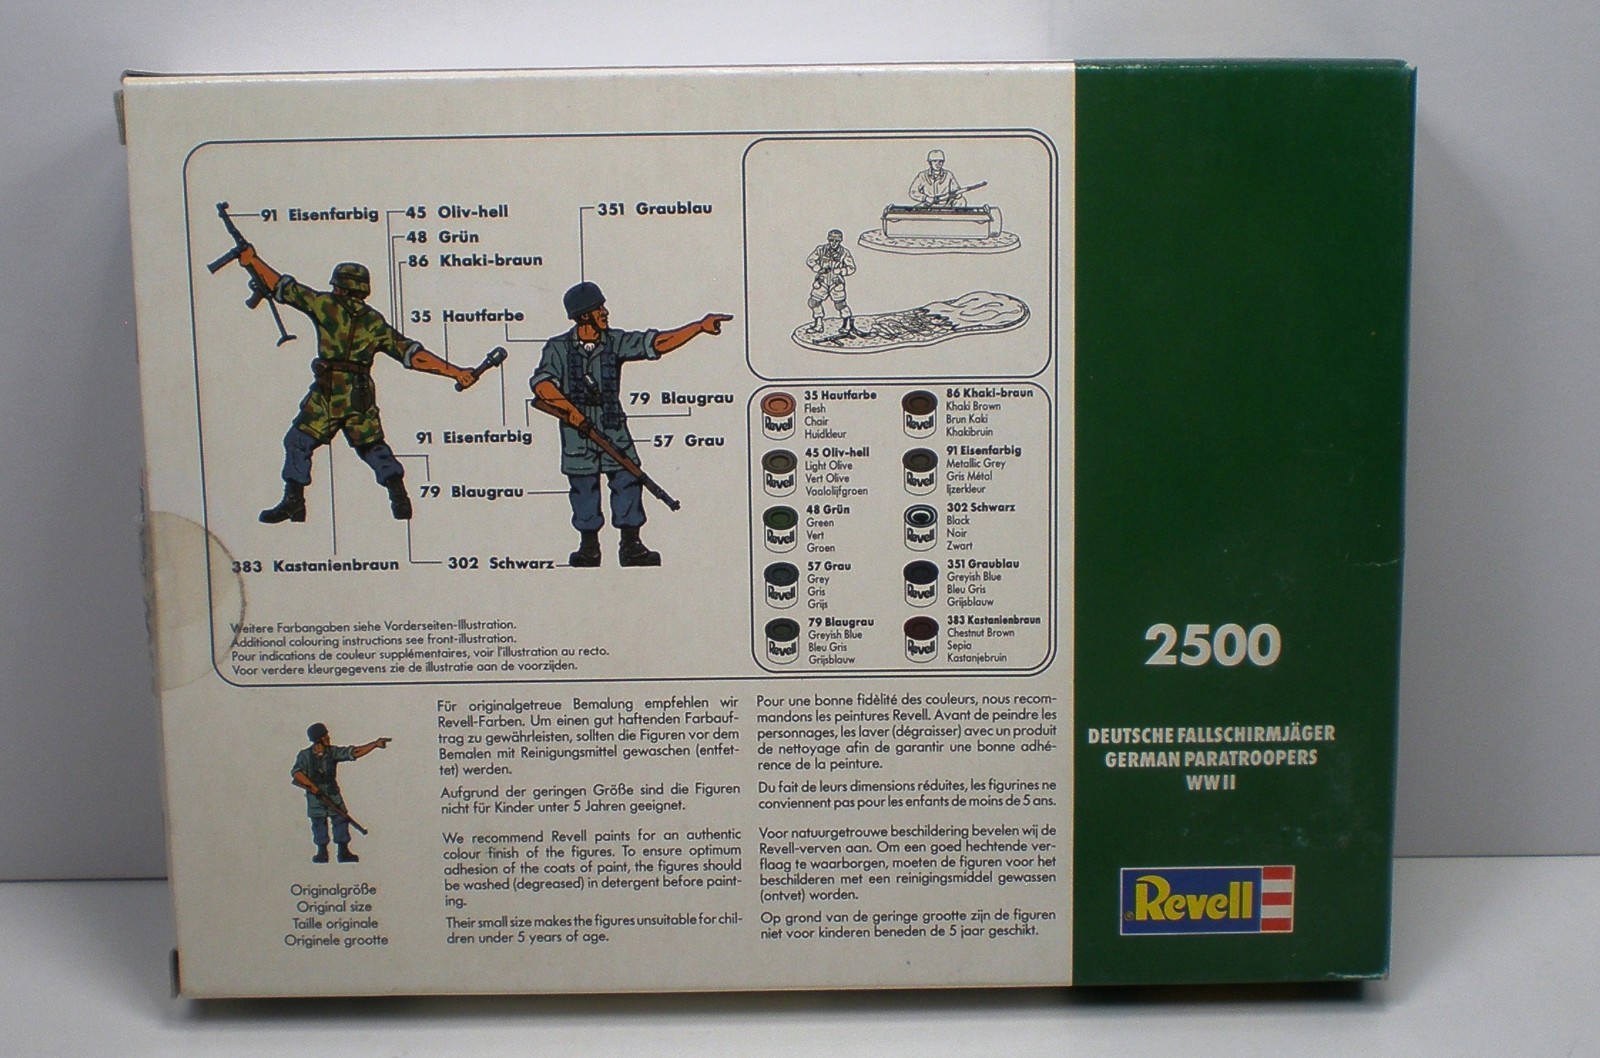 91 Eisenfarbig
45 Oliv-hell
48 Grün
86 Khaki-braun
351 Graublau
35 Hautfarbe
79 Blaugrau
91 Eisenfarbig
57 Grau
79 Blaugrau
383 Kastanienbraun
302 Schwarz
Weitere Farbangaben siehe Vorderseiten-Illustration.
Additional colouring instructions see front-illustration.
Pour indications de couleur supplémentaires, voir l'illustration au recto.
Voor verdere kleurgegevens zie de illustratie aan de voorzijden.
Revell
35 Hautfarbe
Flesh
Chair
Huidkleur
Revell
45 Oliv-hell
Light Olive
Vert Olive
Vaalolijfgroen
Revell
48 Grün
Green
Vert
Groen
Revell
57 Grau
Grey
Gris
Grijs
Revell
79 Blaugrau
Greyish Blue
Bleu Gris
Grijsblauw
Revell
86 Khaki-braun
Khaki Brown
Brun Kaki
Khakibruin
Revell
91 Eisenfarbig
Metallic Grey
Gris Métal
Ijzerkleur
Revell
302 Schwarz
Black
Noir
Zwart
Revell
351 Graublau
Greyish Blue
Bleu Gris
Grijsblauw
Revell
383 Kastanienbraun
Chestnut Brown
Sepia
Kastanjebruin
Originalgröße
Original size
Taille originale
Originele grootte
Für originalgetreue Bemalung empfehlen wir
Revell-Farben. Um einen gut haftenden Farbauf-
trag zu gewährleisten, sollten die Figuren vor dem
Bemalen mit Reinigungsmittel gewaschen (entfet-
tet) werden.
Aufgrund der geringen Größe sind die Figuren
nicht für Kinder unter 5 Jahren geeignet.
We recommend Revell paints for an authentic
colour finish of the figures. To ensure optimum
adhesion of the coats of paint, the figures should
be washed (degreased) in detergent before paint-
ing.
Their small size makes the figures unsuitable for chil-
dren under 5 years of age.
Pour une bonne fidèlité des couleurs, nous recom-
mandons les peintures Revell. Avant de peindre les
personnages, les laver (dégraisser) avec un produit
de nettoyage afin de garantir une bonne adhé-
rence de la peinture.
Du fait de leurs dimensions réduites, les figurines ne
conviennent pas pour les enfants de moins de 5 ans.
Voor natuurgetrouwe beschildering bevelen wij de
Revell-verven aan. Om een goed hechtende ver-
flaag te waarborgen, moeten de figuren voor het
beschilderen met een reinigingsmiddel gewassen
(ontvet) worden.
Op grond van de geringe grootte zijn de figuren
niet voor kinderen beneden de 5 jaar geschikt.
2500
DEUTSCHE FALLSCHIRMJÄGER
GERMAN PARATROOPERS
WW II
Revell